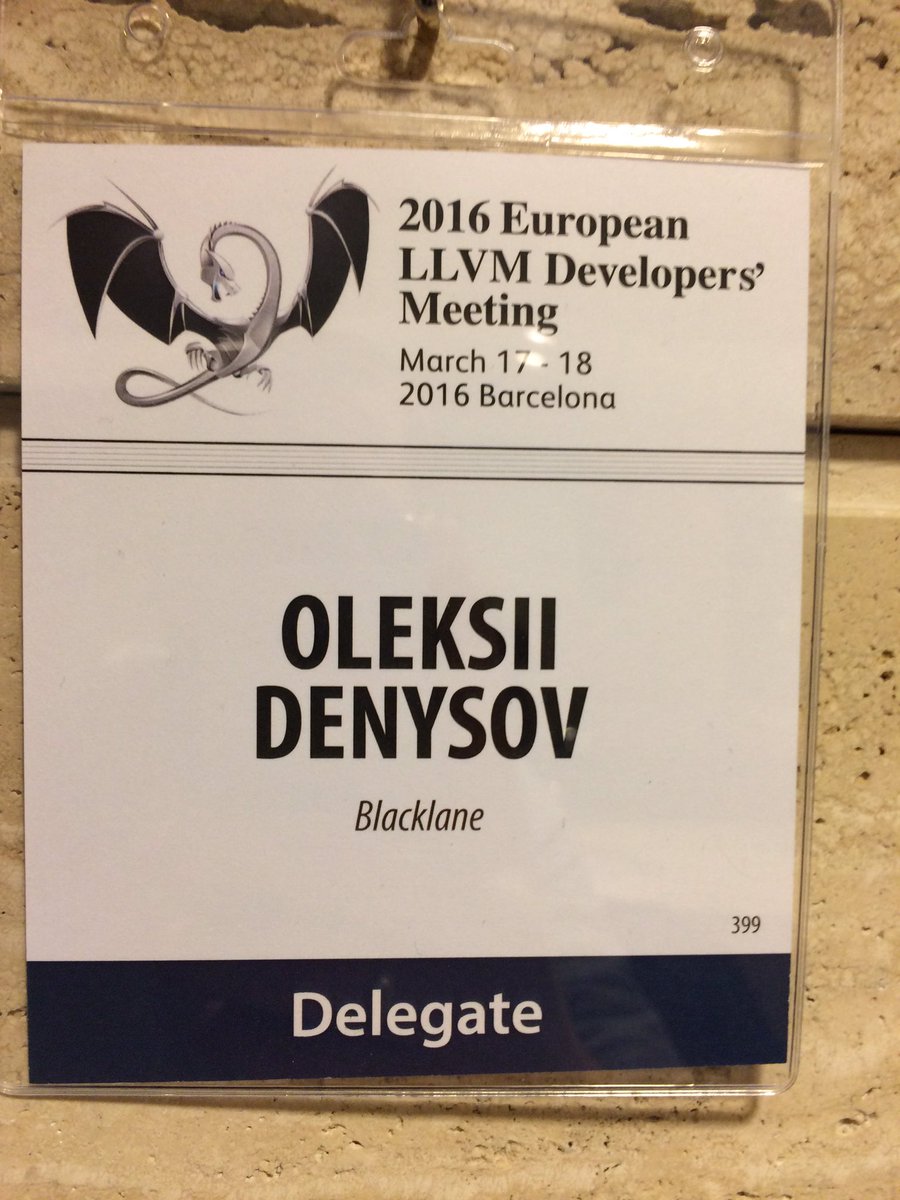 2016 European
LLVM Developers’
Meeting
March 17 - 18
2016 Barcelona
OLEKSII
DENYSOV
Blacklane
399
Delegate